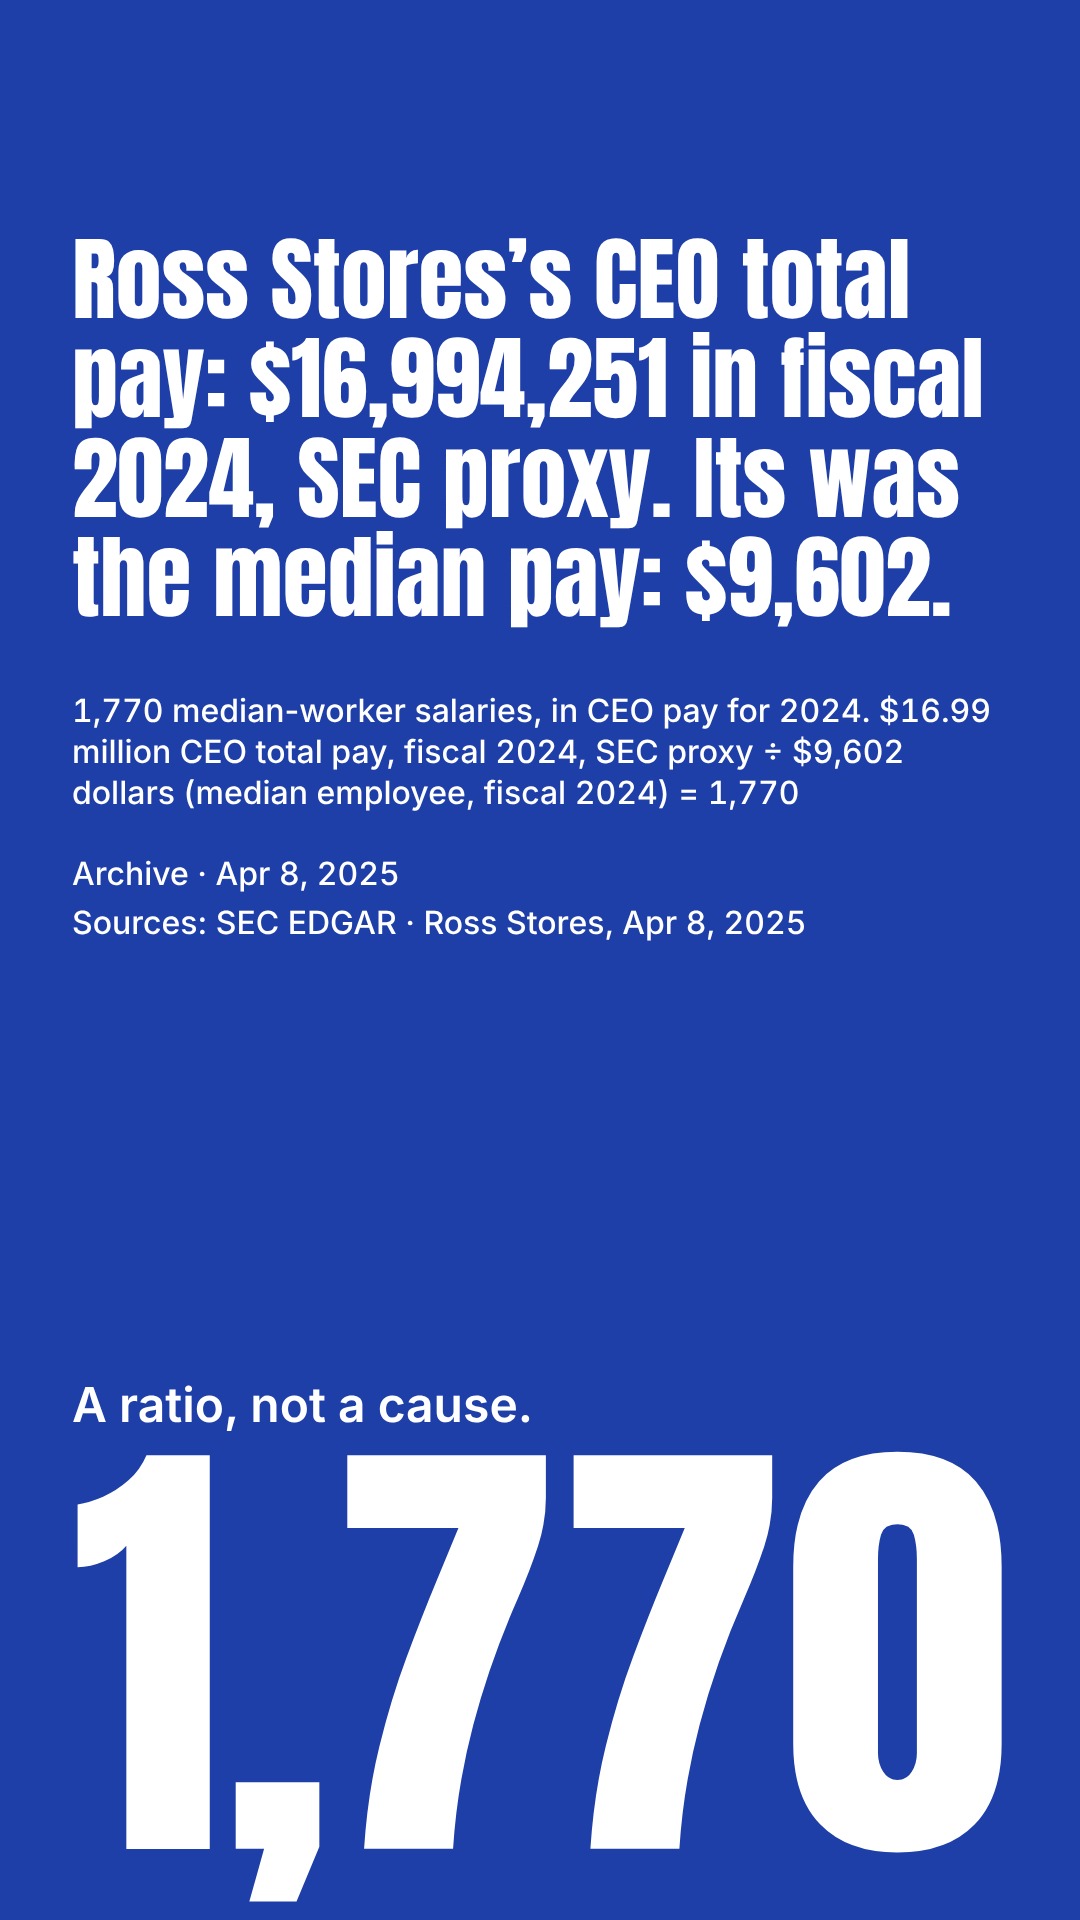 Ross Stores’s CEO total
pay: $16,994,251 in fiscal
2024, SEC proxy. Its was
the median pay: $9,602.
1,770 median-worker salaries, in CEO pay for 2024. $16.99
million CEO total pay, fiscal 2024, SEC proxy ÷ $9,602
dollars (median employee, fiscal 2024) = 1,770
Archive · Apr 8, 2025
Sources: SEC EDGAR · Ross Stores, Apr 8, 2025
A ratio, not a cause.
1,770